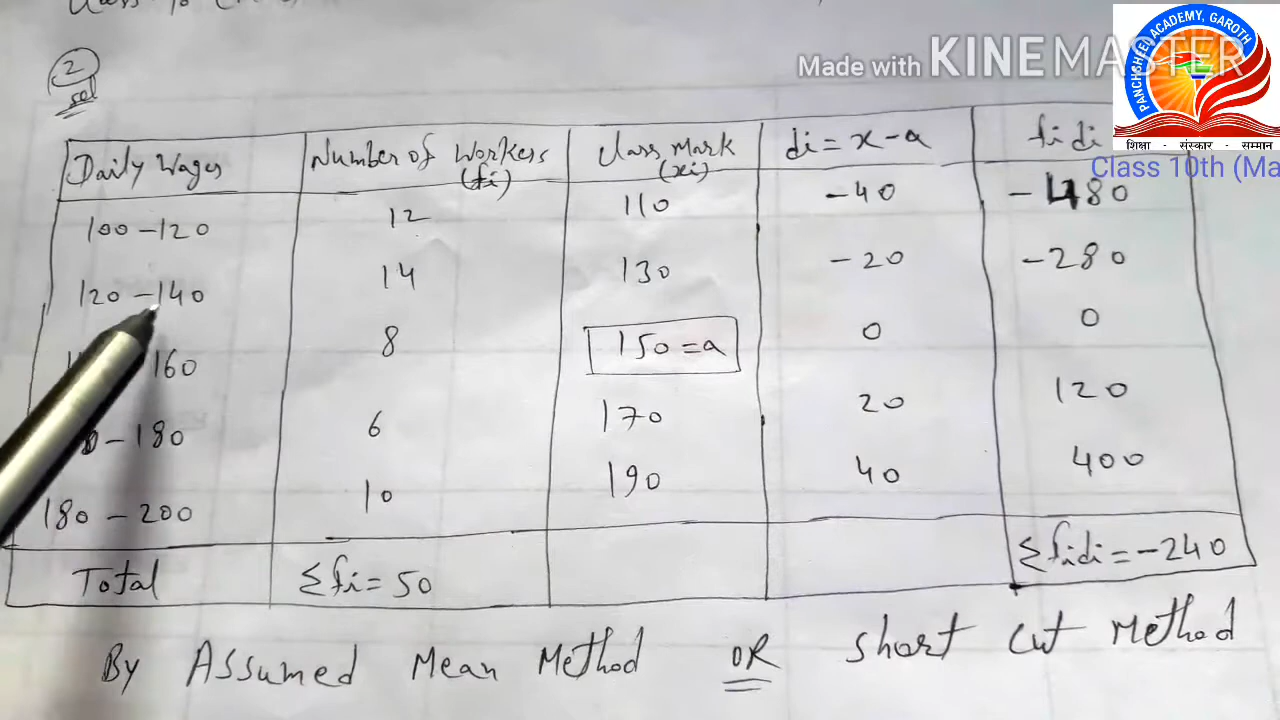 2
sol
Made with KINEMASTER
PANCHSHEEL ACADEMY, GAROTH
शिक्षा • संस्कार • सम्मान
Class 10th (Ma
Daily Wages Number of Workers (fi) Class Mark (xi) di = x - a fidi
100 - 120 12 110 - 40 - 480
120 - 140 14 130 - 20 - 280
160 8 150 = a 0 0
- 180 6 170 20 120
180 - 200 10 190 40 400
Total Σfi = 50 Σfidi = - 240
By Assumed Mean Method OR Short Cut Method